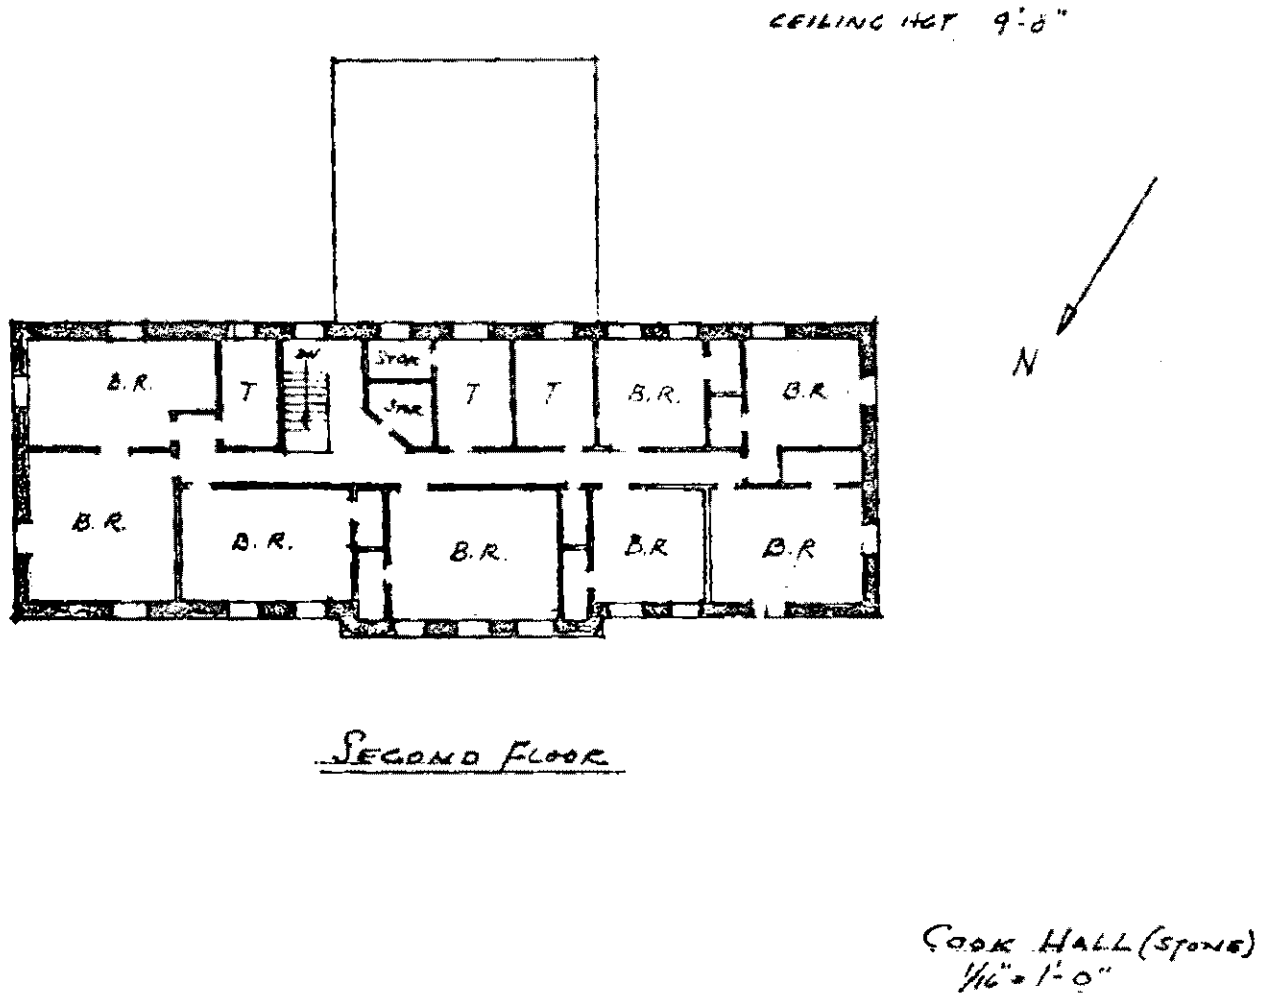 CEILING HGT 9'-0"
DN
STOR
B.R.
T
STOR
T
T
B.R.
B.R
B.R.
B.R.
B.R.
B.R
B.R
N
SECOND FLOOR
COOK HALL (STONE)
1/16" = 1'-0"